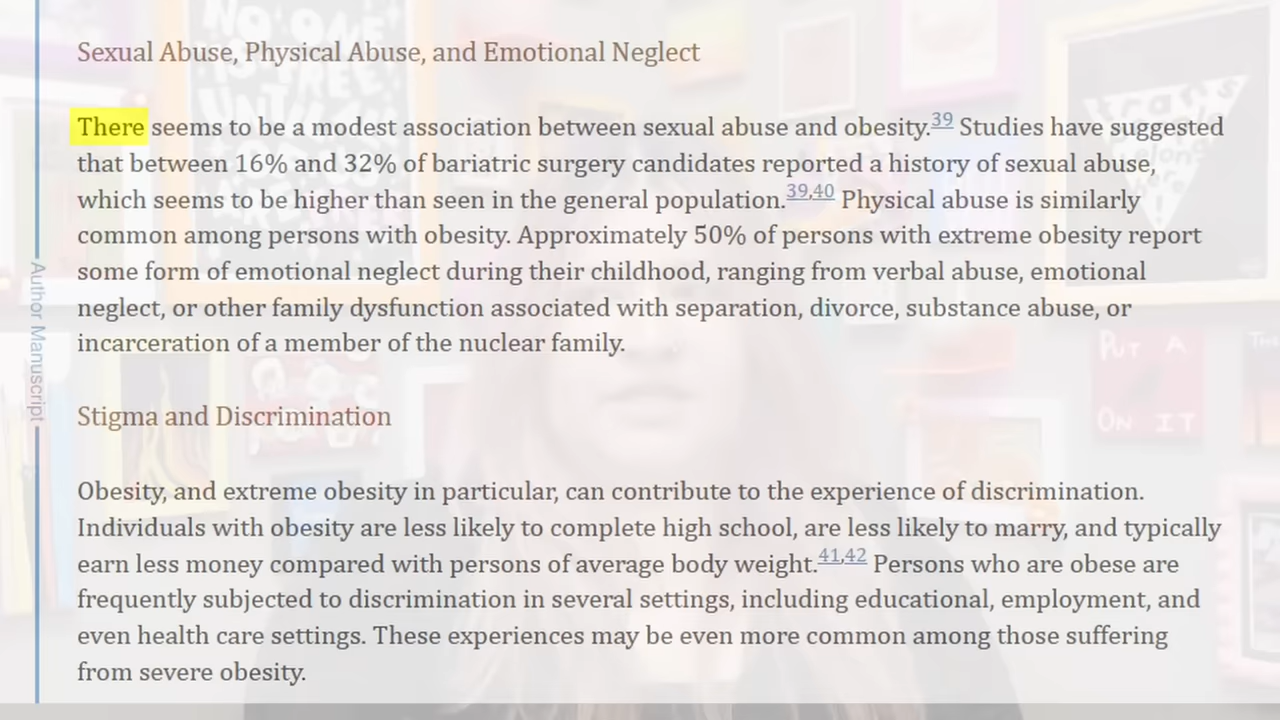 Sexual Abuse, Physical Abuse, and Emotional Neglect
There seems to be a modest association between sexual abuse and obesity.39 Studies have suggested
that between 16% and 32% of bariatric surgery candidates reported a history of sexual abuse,
which seems to be higher than seen in the general population.39,40 Physical abuse is similarly
common among persons with obesity. Approximately 50% of persons with extreme obesity report
some form of emotional neglect during their childhood, ranging from verbal abuse, emotional
neglect, or other family dysfunction associated with separation, divorce, substance abuse, or
incarceration of a member of the nuclear family.
Stigma and Discrimination
Obesity, and extreme obesity in particular, can contribute to the experience of discrimination.
Individuals with obesity are less likely to complete high school, are less likely to marry, and typically
earn less money compared with persons of average body weight.41,42 Persons who are obese are
frequently subjected to discrimination in several settings, including educational, employment, and
even health care settings. These experiences may be even more common among those suffering
from severe obesity.
Author Manuscript
NO ONE
IS FREE
UNTIL
PUT A
ON IT